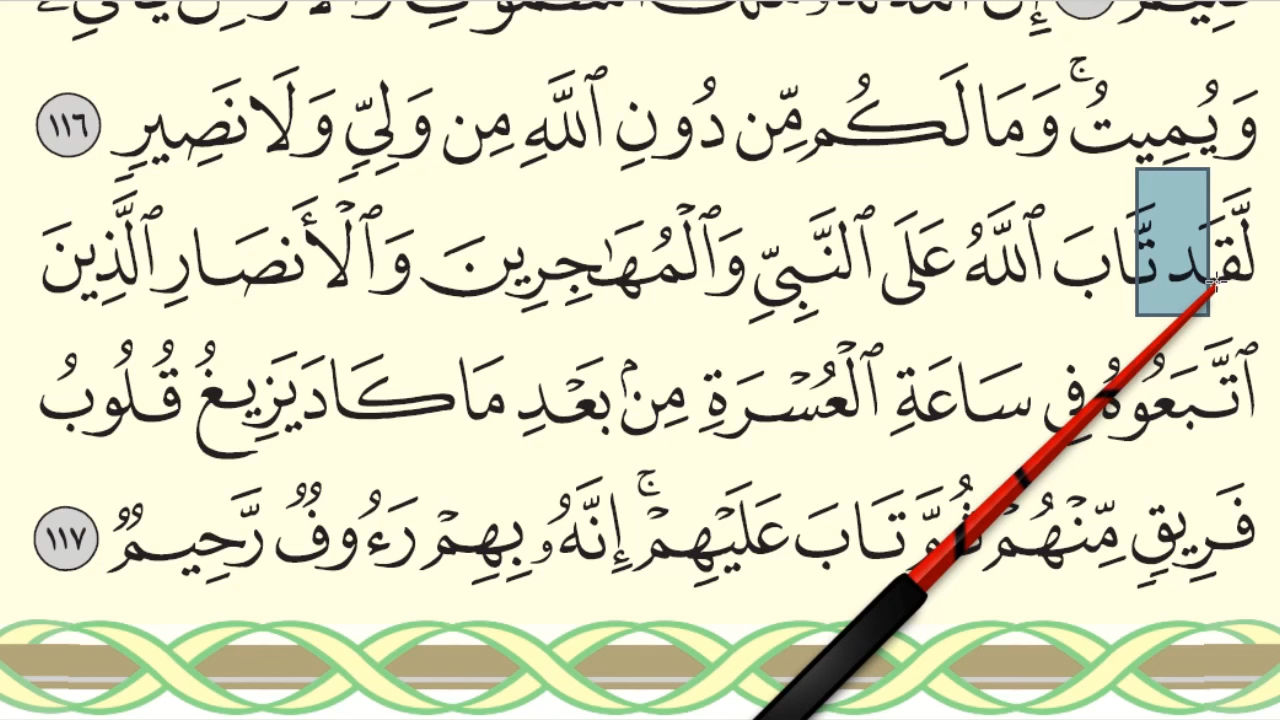 وَيُمِيتُۚ وَمَا لَكُم مِّن دُونِ ٱللَّهِ مِن وَلِيّٖ وَلَا نَصِيرٖ ١١٦
لَّقَد تَّابَ ٱللَّهُ عَلَى ٱلنَّبِيِّ وَٱلۡمُهَٰجِرِينَ وَٱلۡأَنصَارِ ٱلَّذِينَ
ٱتَّبَعُوهُ فِي سَاعَةِ ٱلۡعُسۡرَةِ مِنۢ بَعۡدِ مَا كَادَ يَزِيغُ قُلُوبُ
فَرِيقٖ مِّنۡهُمۡ ثُمَّ تَابَ عَلَيۡهِمۡۚ إِنَّهُۥ بِهِمۡ رَءُوفٞ رَّحِيمٞ ١١٧